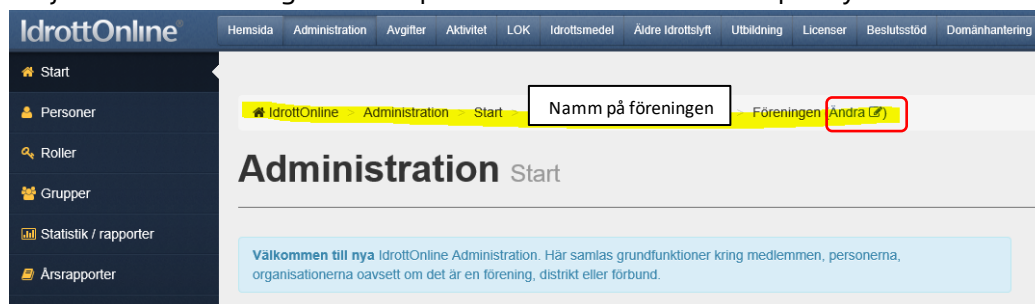 IdrottOnline
Hemsida Administration Avgifter Aktivitet LOK Idrottsmedel Äldre Idrottslyft Utbildning Licenser Beslutsstöd Domänhantering
Start
Personer
IdrottOnline > Administration > Start > Namm på föreningen > Föreningen Ändra )
Roller
Administration Start
Grupper
Statistik / rapporter
Välkommen till nya IdrottOnline Administration. Här samlas grundfunktioner kring medlemmen, personerna,
organisationerna oavsett om det är en förening, distrikt eller förbund.
Årsrapporter